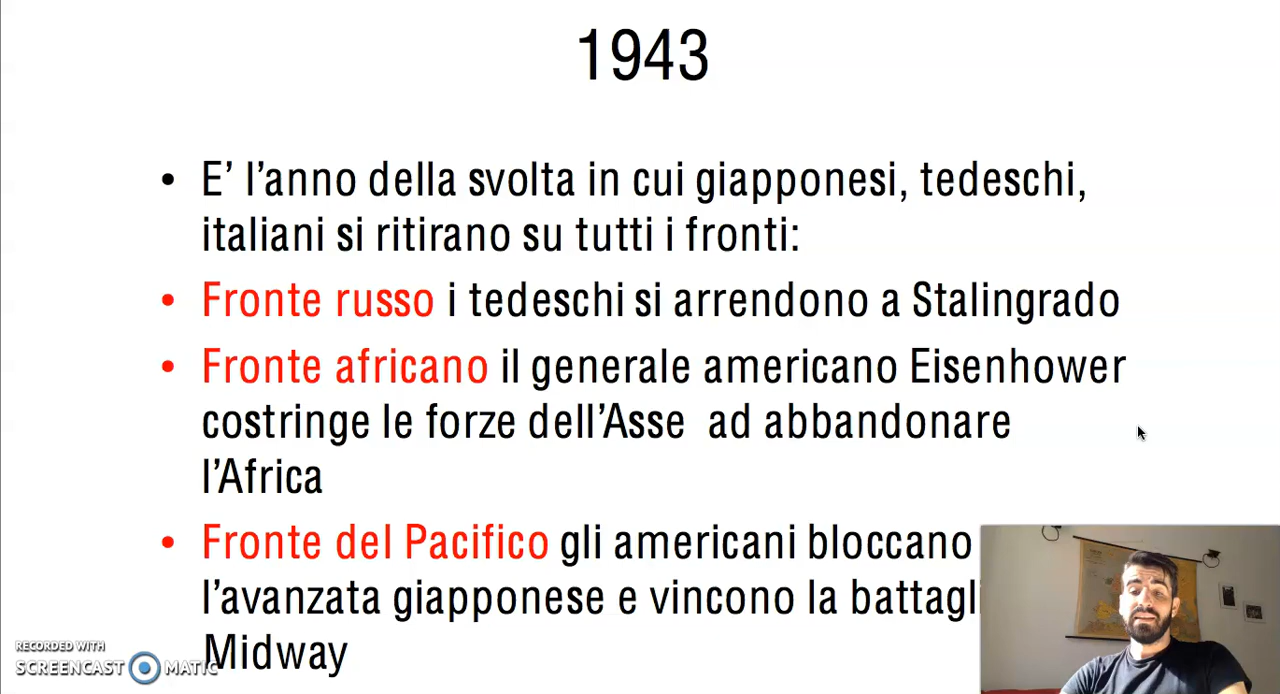 1943
• E’ l’anno della svolta in cui giapponesi, tedeschi,
italiani si ritirano su tutti i fronti:
• Fronte russo i tedeschi si arrendono a Stalingrado
• Fronte africano il generale americano Eisenhower
costringe le forze dell’Asse ad abbandonare
l’Africa
• Fronte del Pacifico gli americani bloccano
l’avanzata giapponese e vincono la
Midway
RECORDED WITH
SCREENCAST MATIC